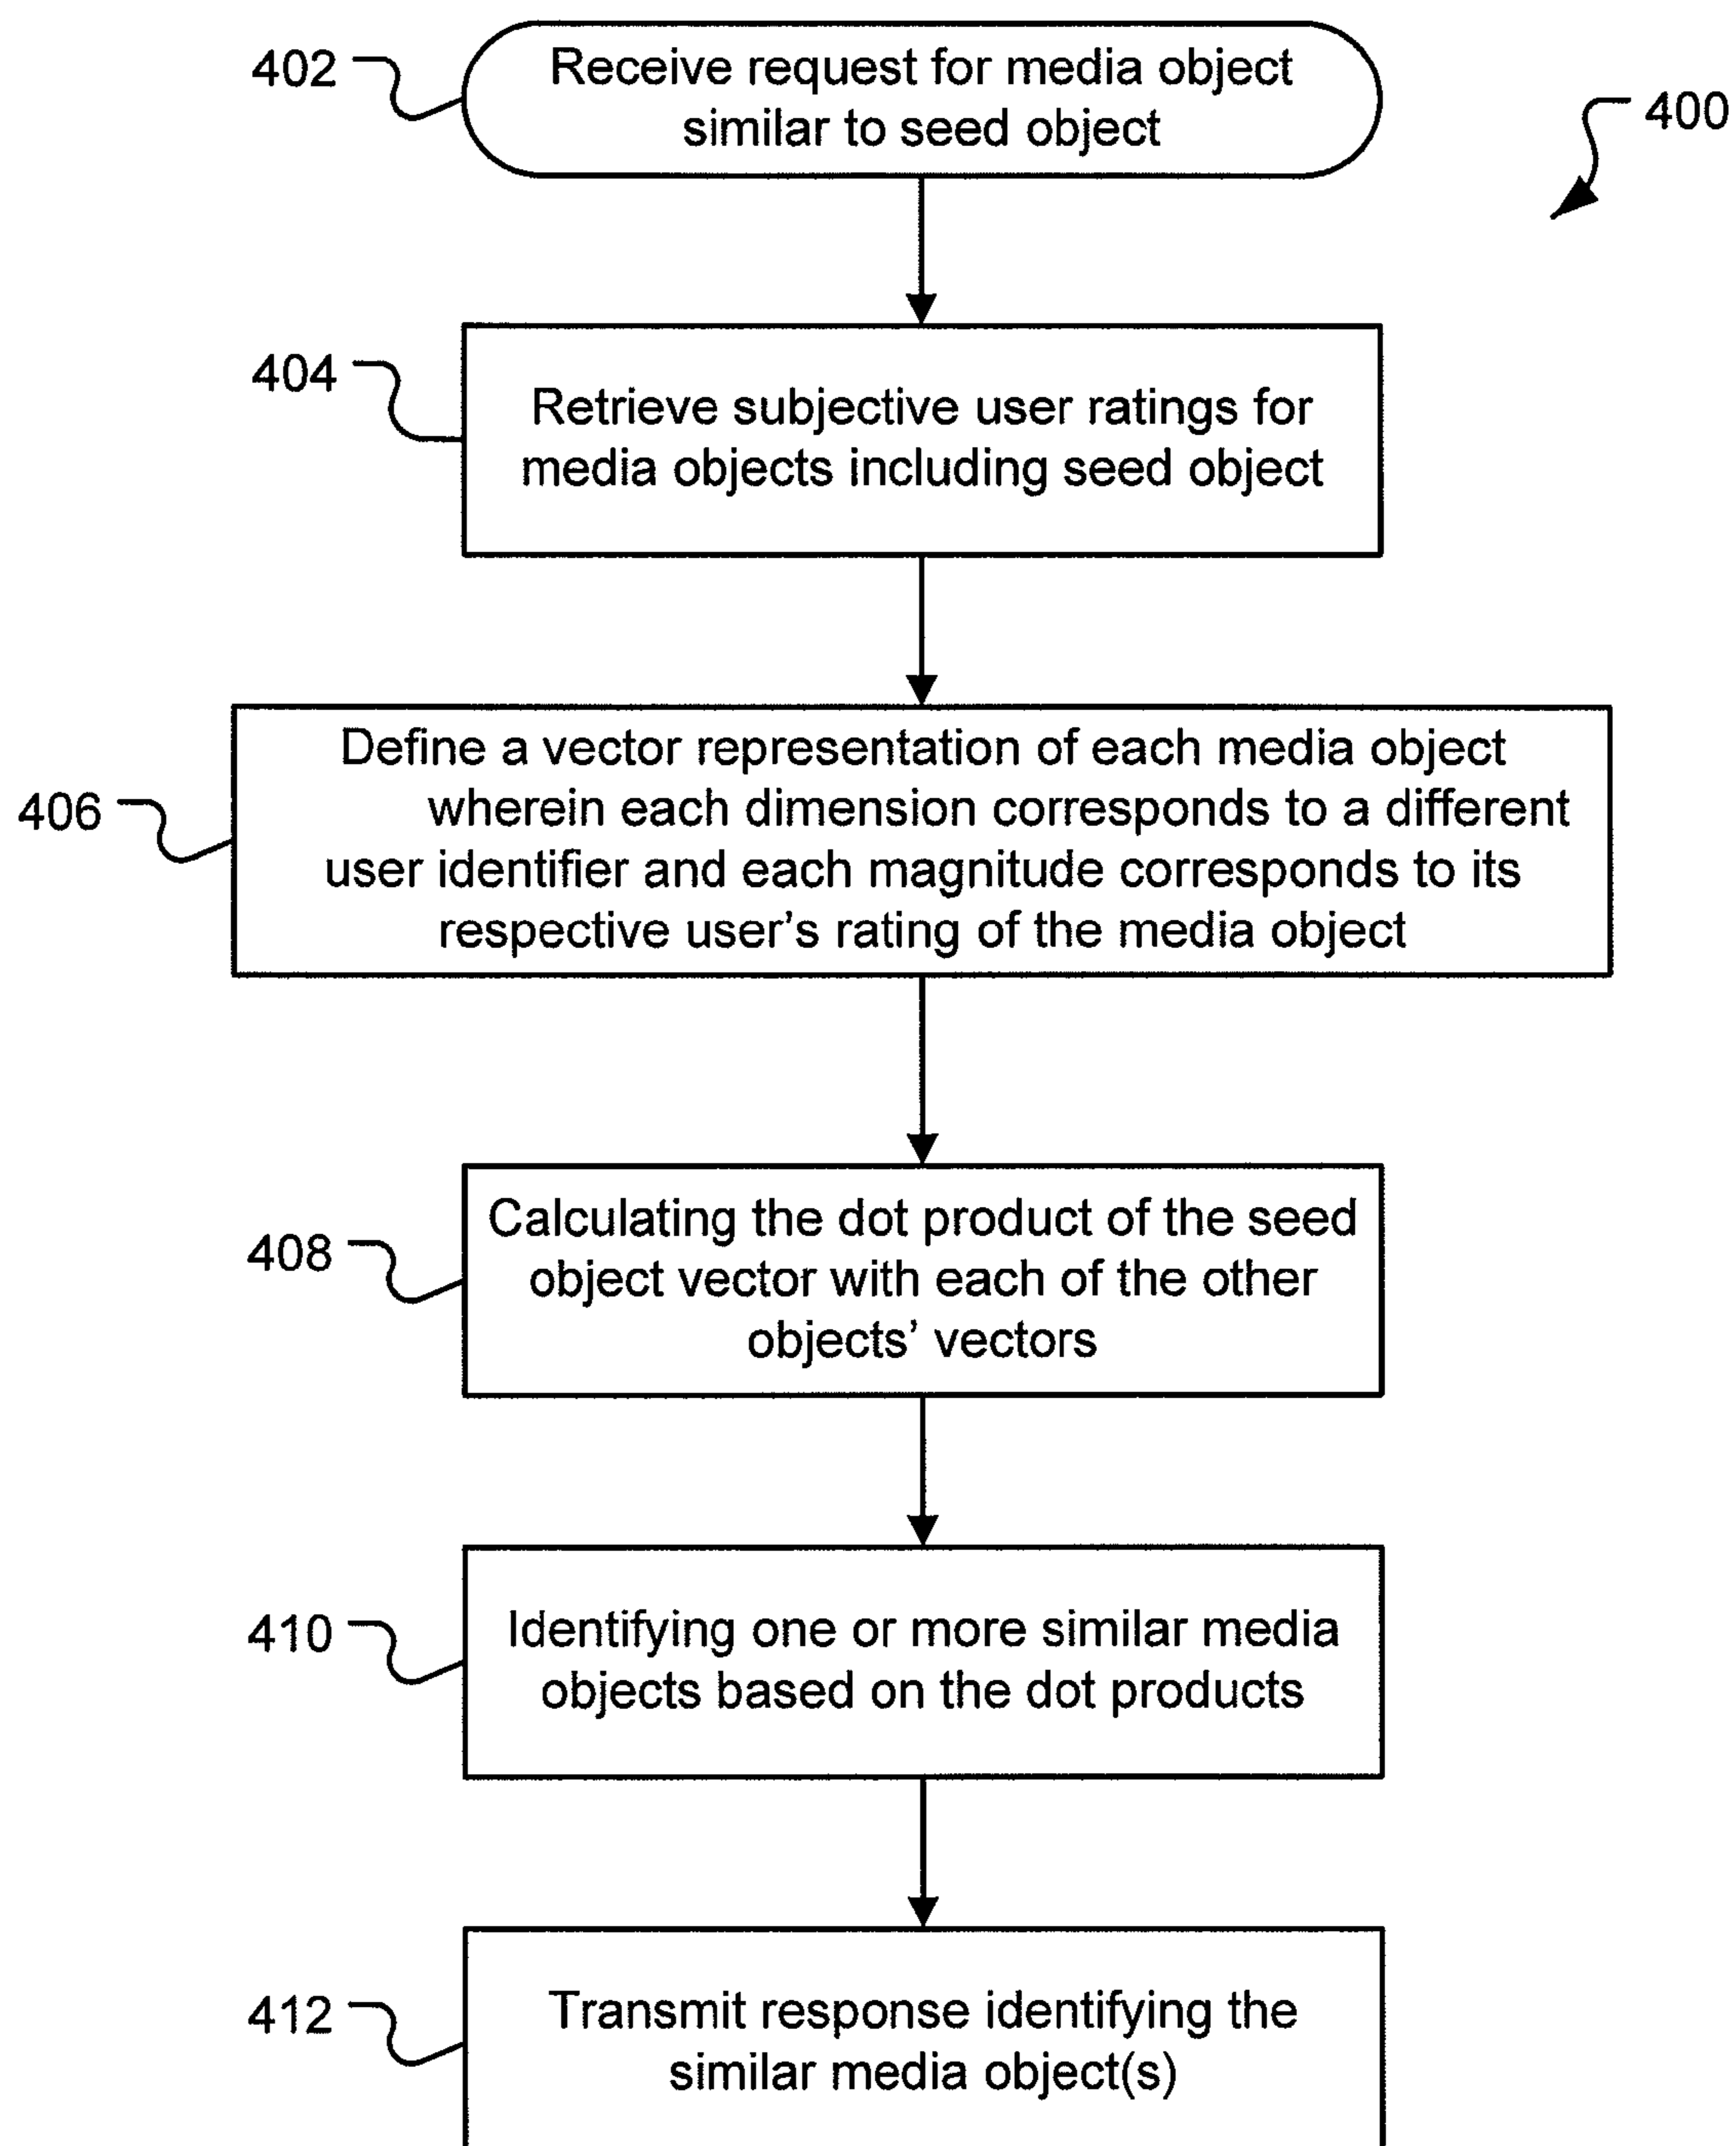 402
Receive request for media object
similar to seed object
400
404
Retrieve subjective user ratings for
media objects including seed object
406
Define a vector representation of each media object
wherein each dimension corresponds to a different
user identifier and each magnitude corresponds to its
respective user's rating of the media object
408
Calculating the dot product of the seed
object vector with each of the other
objects' vectors
410
Identifying one or more similar media
objects based on the dot products
412
Transmit response identifying the
similar media object(s)